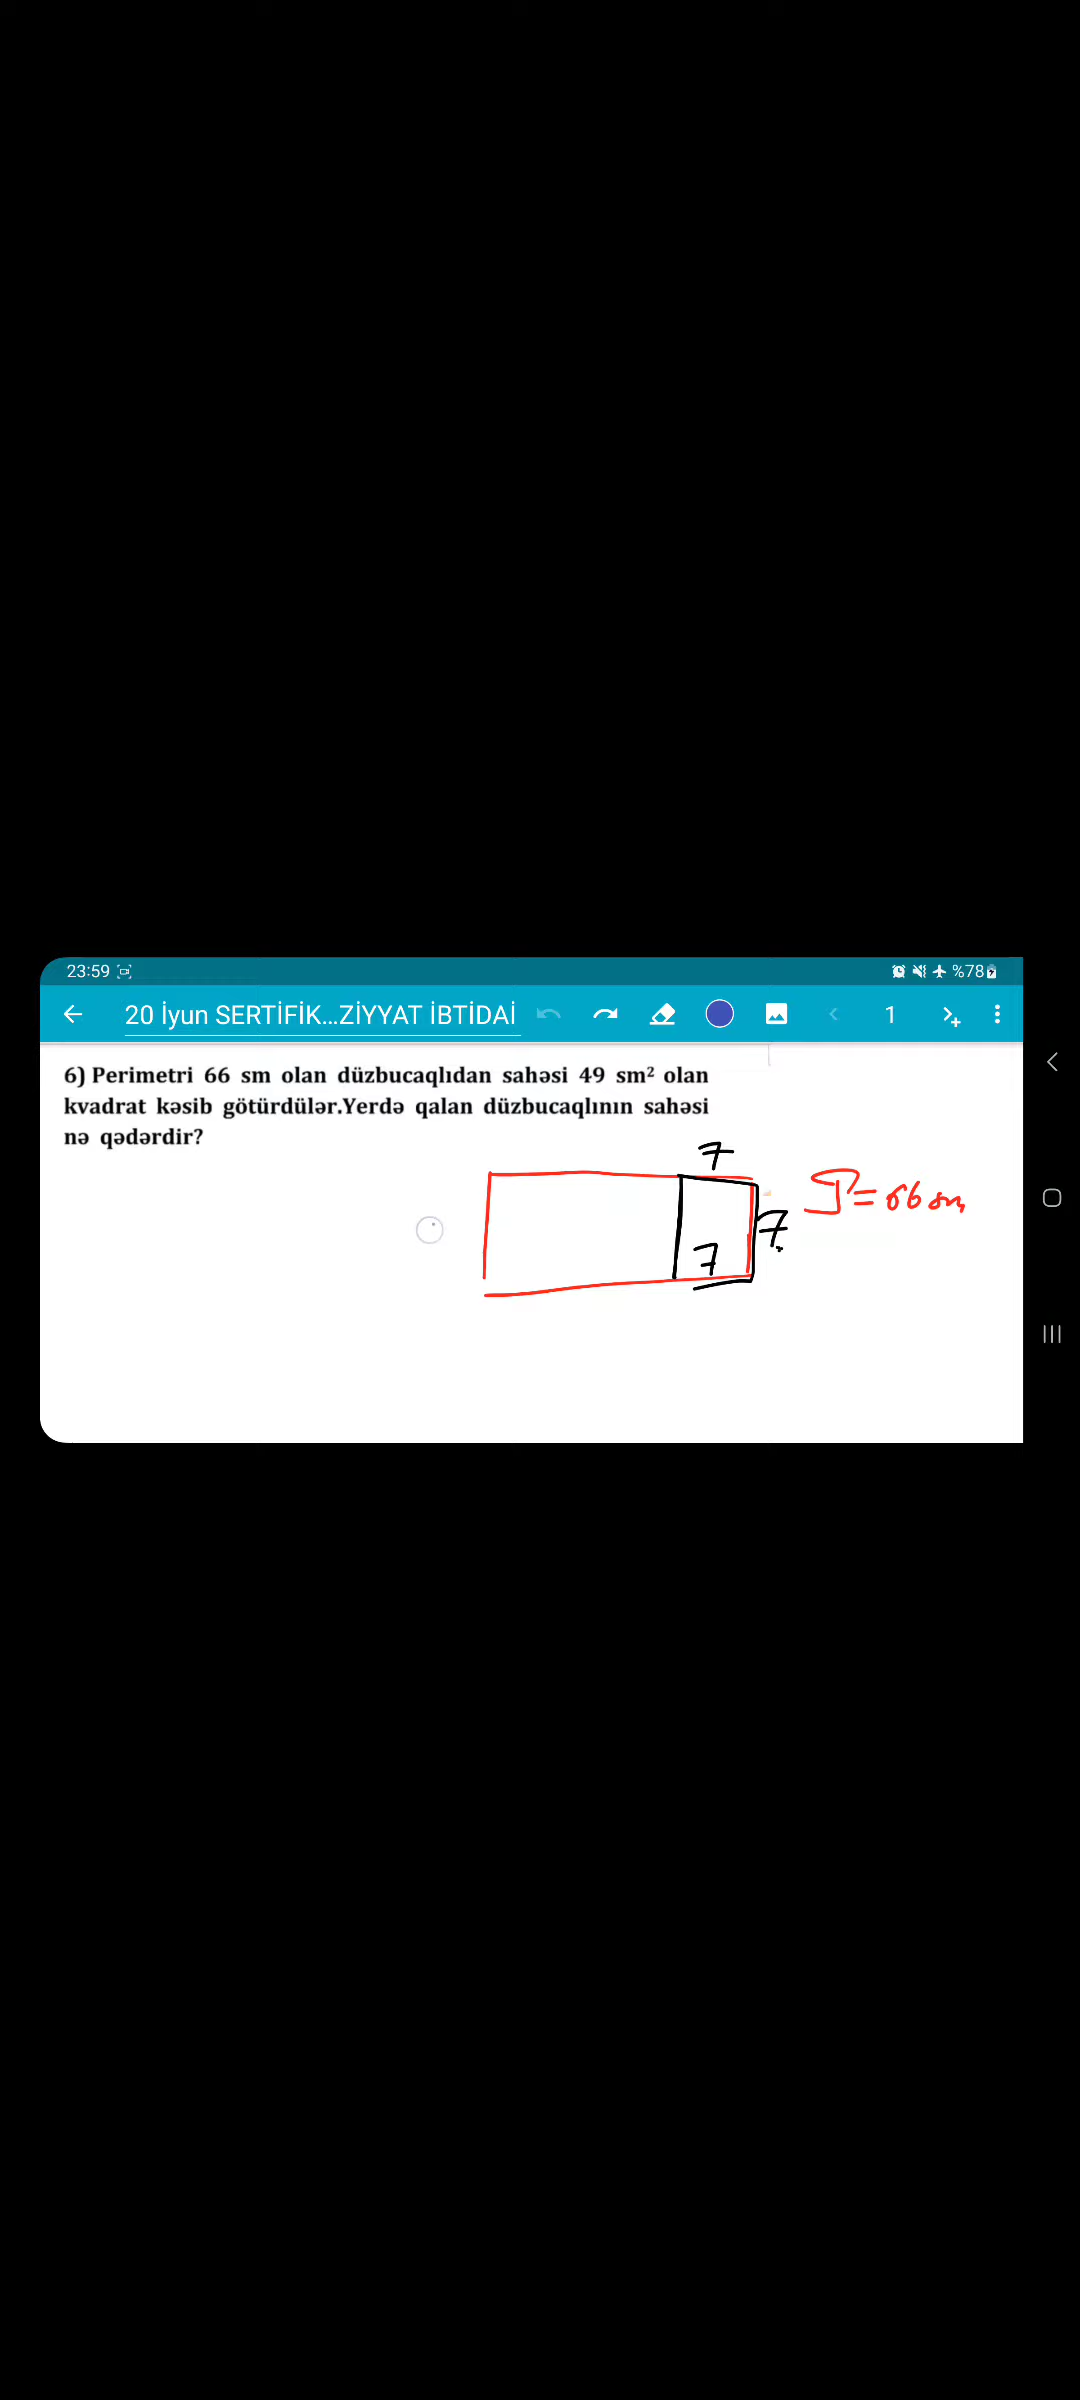 23:59 %78
20 İyun SERTİFİK...ZİYYAT İBTİDAİ 1
6) Perimetri 66 sm olan düzbucaqlıdan sahəsi 49 sm² olan
kvadrat kəsib götürdülər.Yerdə qalan düzbucaqlının sahəsi
nə qədərdir?
7
P = 66 sm
7
7